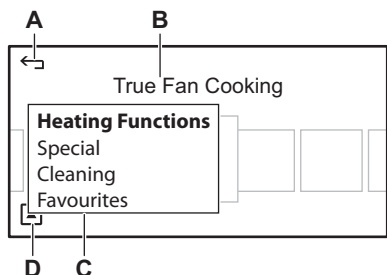 A
B
True Fan Cooking
Heating Functions
Special
Cleaning
Favourites
D
C